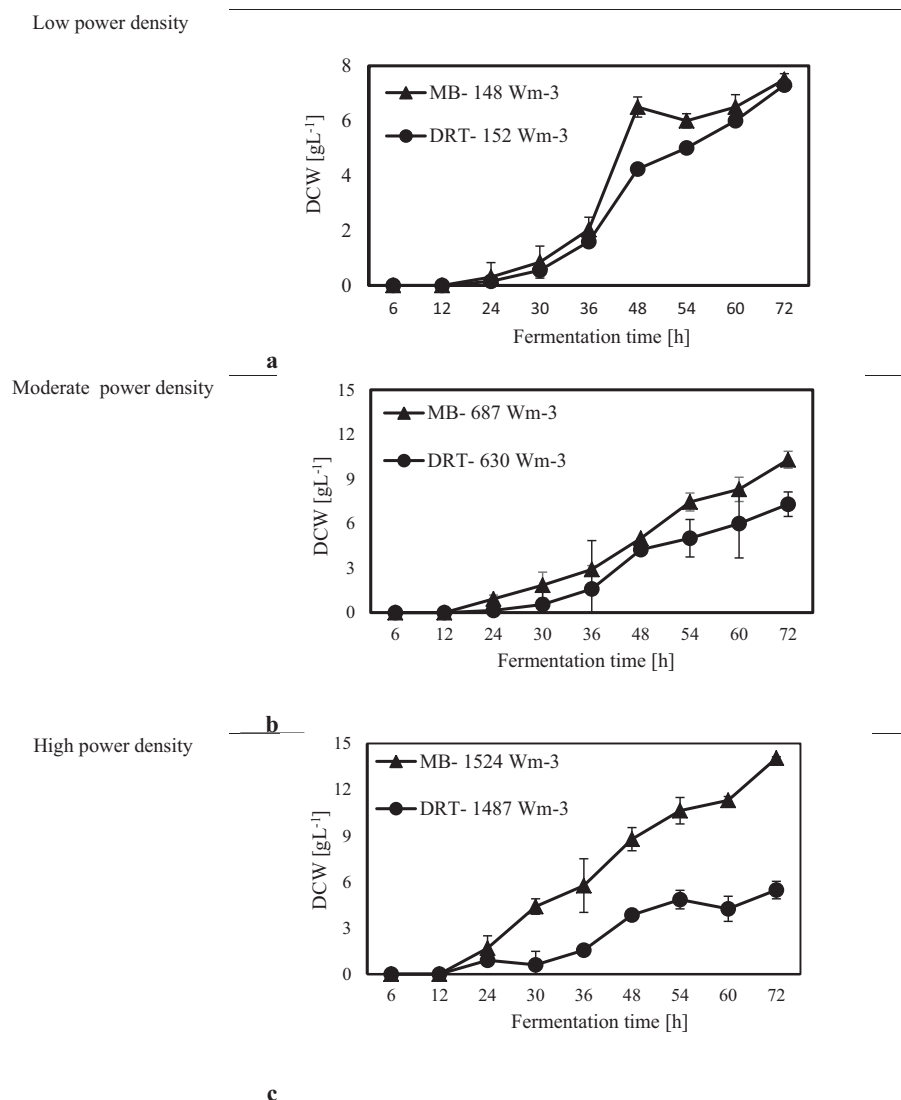 Low power density
8
6
4
2
0
DCW [gL-1]
MB- 148 Wm-3
DRT- 152 Wm-3
6 12 24 30 36 48 54 60 72
Fermentation time [h]
a
Moderate power density
15
12
9
6
3
0
DCW [gL-1]
MB- 687 Wm-3
DRT- 630 Wm-3
6 12 24 30 36 48 54 60 72
Fermentation time [h]
b
High power density
15
12
9
6
3
0
DCW [gL-1]
MB- 1524 Wm-3
DRT- 1487 Wm-3
6 12 24 30 36 48 54 60 72
Fermentation time [h]
c